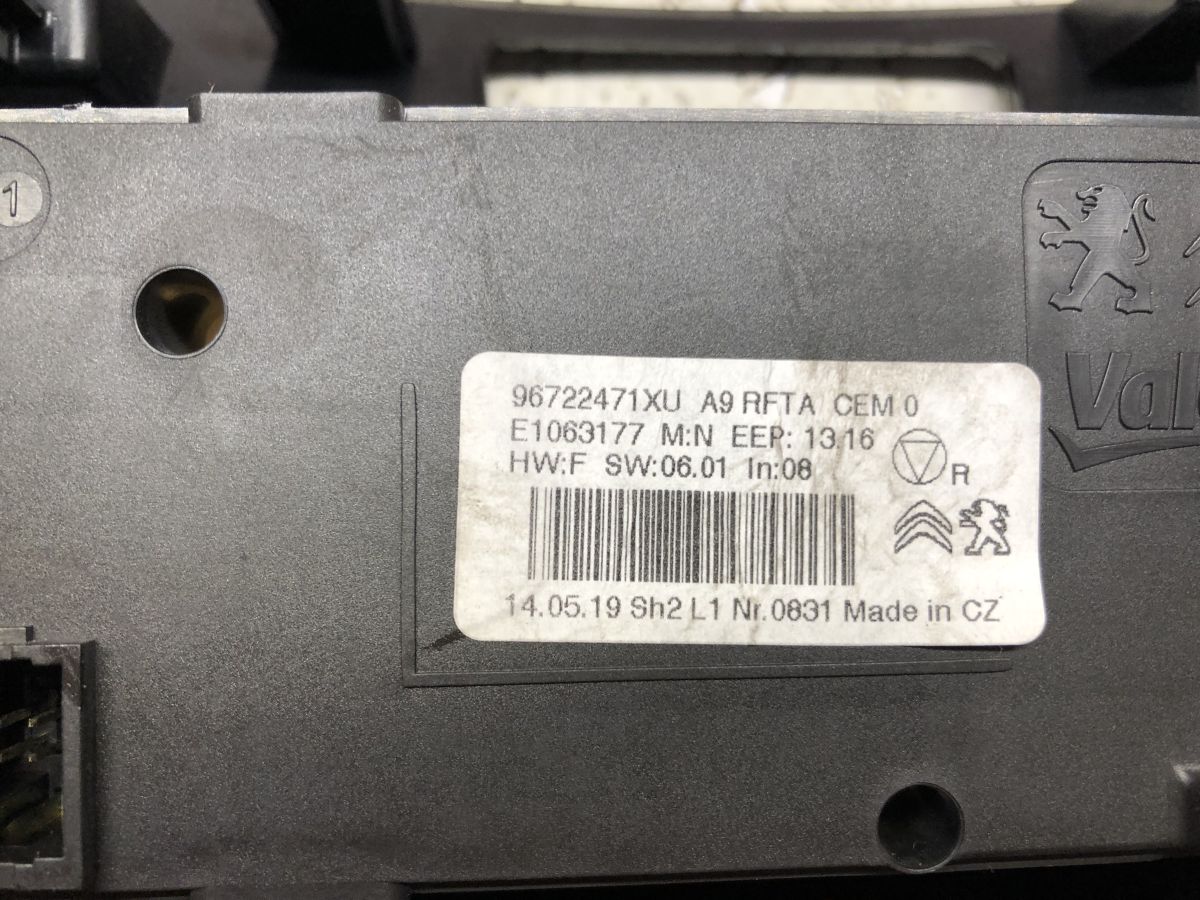 1
Val
96722471XU A9 RFTA CEM 0
E1063177 M:N EEP: 13.16
HW:F SW:06.01 In:08
R
14.05.19 Sh2 L1 Nr.0831 Made in CZ